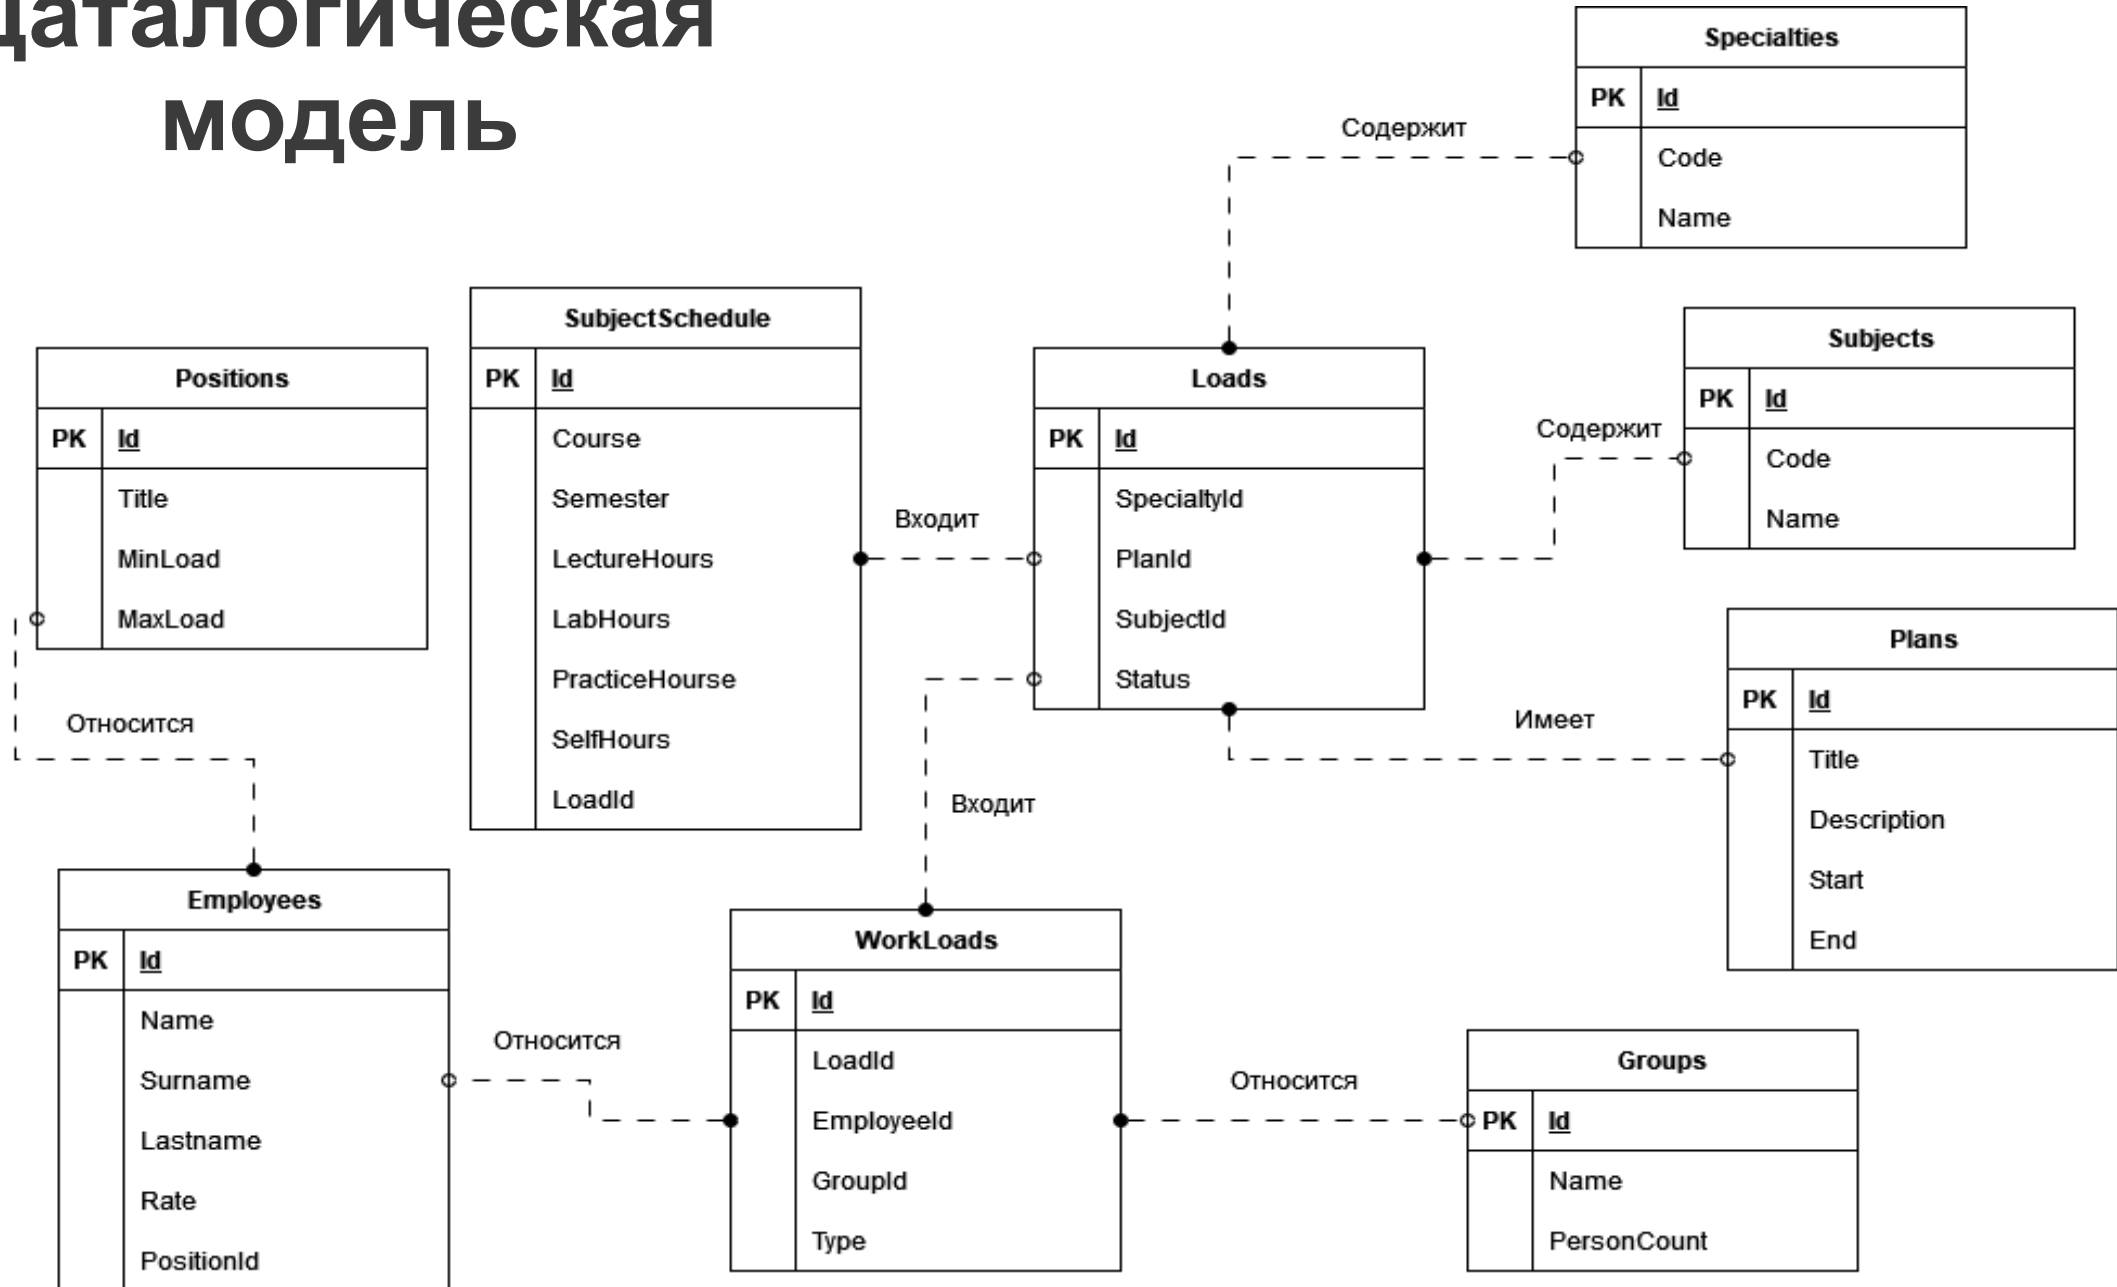 даталогическая
модель
Specialties
PK Id
Code
Name
Содержит
SubjectSchedule
PK Id
Course
Semester
LectureHours
LabHours
PracticeHourse
SelfHours
LoadId
Positions
PK Id
Title
MinLoad
MaxLoad
Loads
PK Id
SpecialtyId
PlanId
SubjectId
Status
Входит
Subjects
PK Id
Code
Name
Содержит
Plans
PK Id
Title
Description
Start
End
Имеет
Относится
Входит
Employees
PK Id
Name
Surname
Lastname
Rate
PositionId
Относится
WorkLoads
PK Id
LoadId
EmployeeId
GroupId
Type
Относится
Groups
PK Id
Name
PersonCount